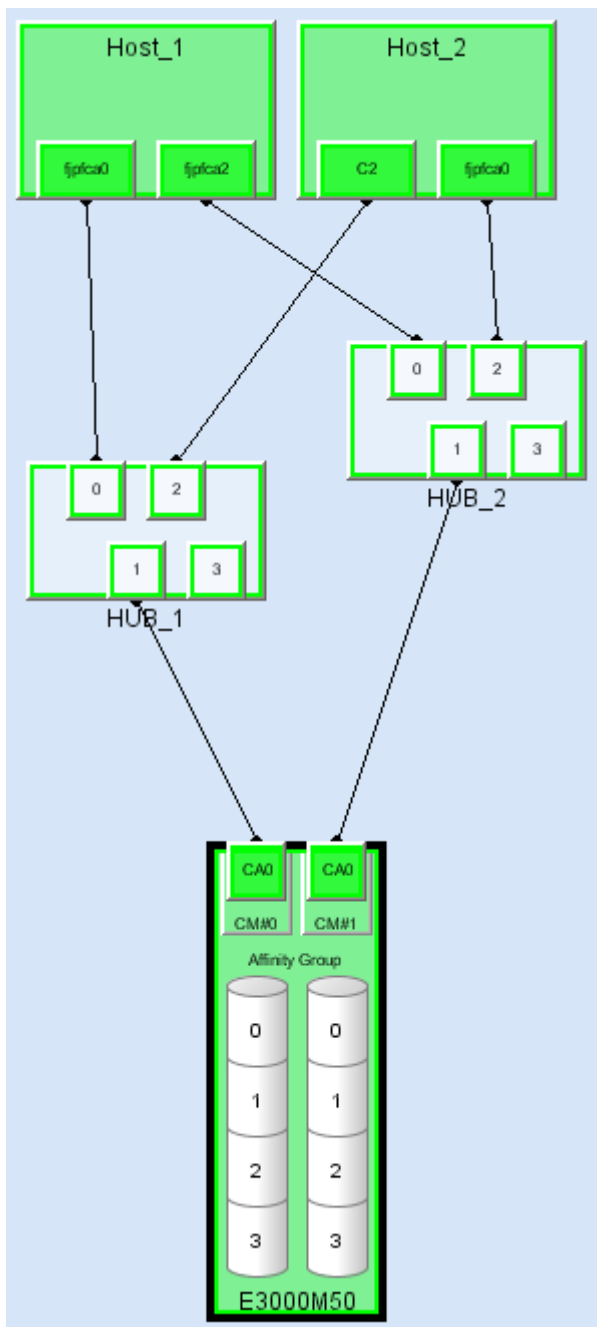 Host_1 Host_2
fjpfca0 fjpfca2 C2 fjpfca0
0 2
1 3
HUB_2
0 2
1 3
HUB_1
CA0 CA0
CM#0 CM#1
Affinity Group
0 0
1 1
2 2
3 3
E3000M50